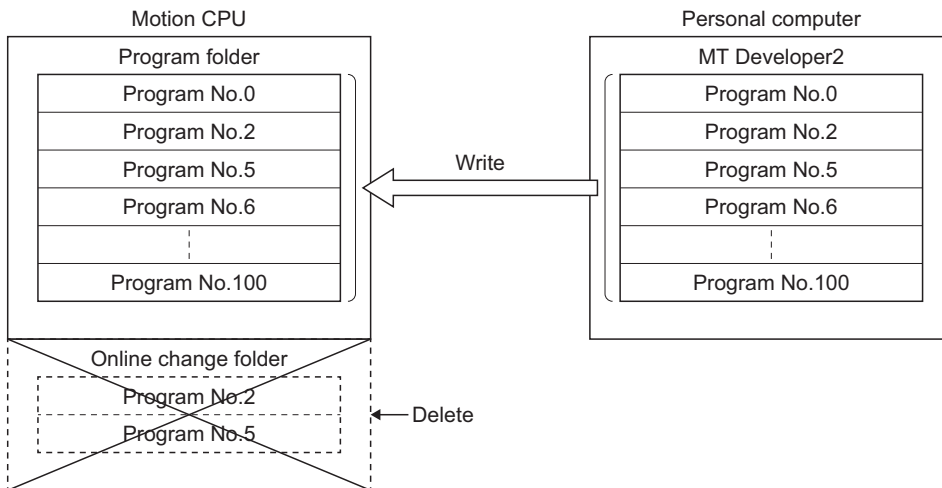 Motion CPU
Program folder
Program No.0
Program No.2
Program No.5
Program No.6
Program No.100
Online change folder
Program No.2
Program No.5
Write
Delete
Personal computer
MT Developer2
Program No.0
Program No.2
Program No.5
Program No.6
Program No.100